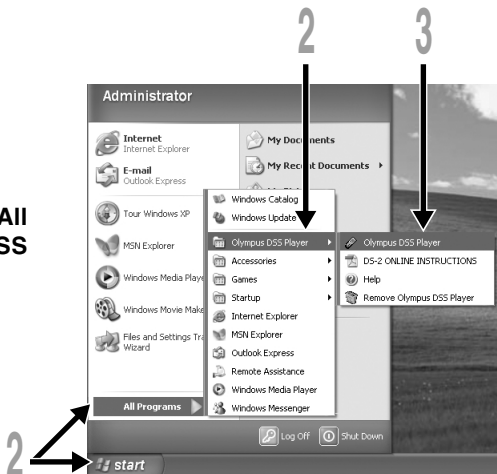 2
3
Administrator
Internet
Internet Explorer
E-mail
Outlook Express
Tour Windows XP
MSN Explorer
Windows Media Playe
Windows Movie Make
Files and Settings Tra
Wizard
All Programs
My Documents
My Recent Documents
Windows Catalog
Windows Update
Olympus DSS Player
Accessories
Games
Startup
Internet Explorer
MSN Explorer
Outlook Express
Remote Assistance
Windows Media Player
Windows Messenger
Olympus DSS Player
DS-2 ONLINE INSTRUCTIONS
Help
Remove Olympus DSS Player
All
SS
Log Off
Shut Down
2
start